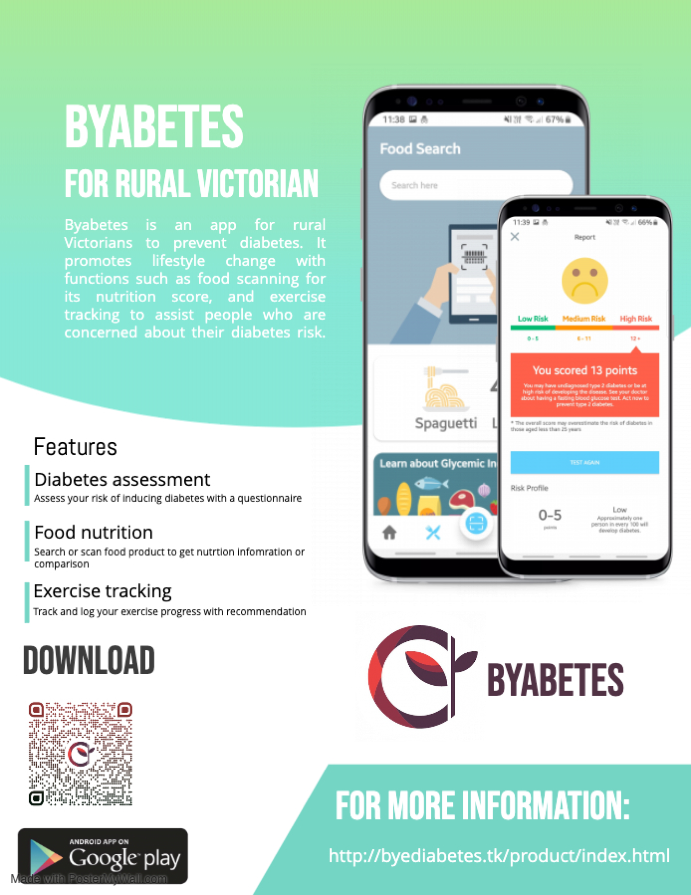 BYABETES
FOR RURAL VICTORIAN
Byabetes is an app for rural
Victorians to prevent diabetes. It
promotes lifestyle change with
functions such as food scanning for
its nutrition score, and exercise
tracking to assist people who are
concerned about their diabetes risk.
11:38
67%
Food Search
Search here
Spaguetti
L
Learn about Glycemic In
11:39
66%
Report
Low Risk Medium Risk High Risk
0 - 5 6 - 11 12 +
You scored 13 points
You may have undiagnosed type 2 diabetes or be at
high risk of developing the disease. See your doctor
about having a fasting blood glucose test. Act now to
prevent type 2 diabetes.
* The overall score may overestimate the risk of diabetes in
those aged less than 25 years
TEST AGAIN
Risk Profile
0-5
points
Low
Approximately one
person in every 100 will
develop diabetes.
Features
Diabetes assessment
Assess your risk of inducing diabetes with a questionnaire
Food nutrition
Search or scan food product to get nutrtion infomration or
comparison
Exercise tracking
Track and log your exercise progress with recommendation
DOWNLOAD
BYABETES
ANDROID APP ON
Google play
Made with PosterMyWall.com
FOR MORE INFORMATION:
http://byediabetes.tk/product/index.html